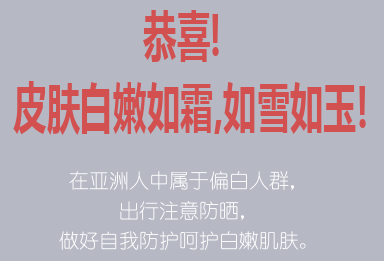 恭喜!
皮肤白嫩如霜,如雪如玉!
在亚洲人中属于偏白人群,
出行注意防晒,
做好自我防护呵护白嫩肌肤。